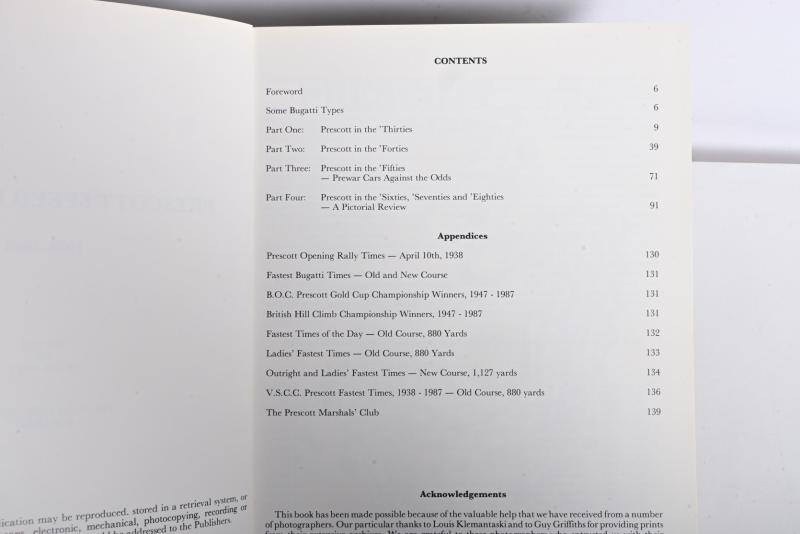 CONTENTS
Foreword 6
Some Bugatti Types 6
Part One: Prescott in the 'Thirties 9
Part Two: Prescott in the 'Forties 39
Part Three: Prescott in the 'Fifties
— Prewar Cars Against the Odds 71
Part Four: Prescott in the 'Sixties, 'Seventies and 'Eighties
— A Pictorial Review 91
Appendices
Prescott Opening Rally Times — April 10th, 1938 130
Fastest Bugatti Times — Old and New Course 131
B.O.C. Prescott Gold Cup Championship Winners, 1947 - 1987 131
British Hill Climb Championship Winners, 1947 - 1987 131
Fastest Times of the Day — Old Course, 880 Yards 132
Ladies' Fastest Times — Old Course, 880 Yards 133
Outright and Ladies' Fastest Times — New Course, 1,127 yards 134
V.S.C.C. Prescott Fastest Times, 1938 - 1987 — Old Course, 880 yards 136
The Prescott Marshals' Club 139
Acknowledgements
This book has been made possible because of the valuable help that we have received from a number
of photographers. Our particular thanks to Louis Klemantaski and to Guy Griffiths for providing prints
may be reproduced. stored in a retrieval system, or
electronic, mechanical, photocopying, recording or
addressed to the Publishers.